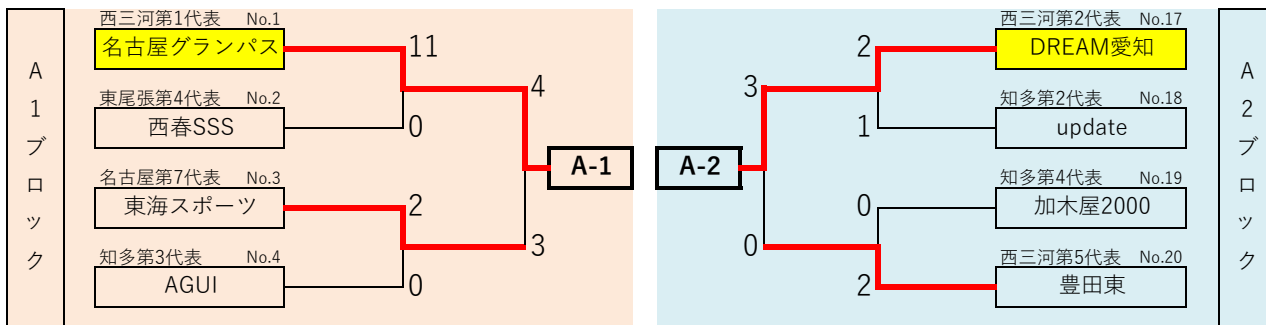 A1ブロック
西三河第1代表 No.1
名古屋グランパス
11
東尾張第4代表 No.2
西春SSS
0
4
名古屋第7代表 No.3
東海スポーツ
2
知多第3代表 No.4
AGUI
0
3
A-1
A-2
3
0
西三河第2代表 No.17
2
DREAM愛知
知多第2代表 No.18
1
update
知多第4代表 No.19
0
加木屋2000
西三河第5代表 No.20
2
豊田東
A2ブロック